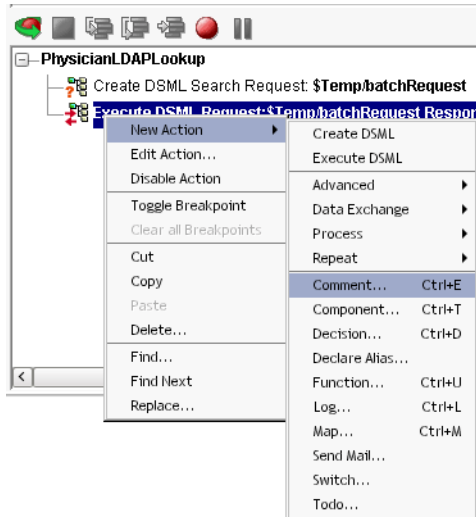 PhysicianLDAPLookup
Create DSML Search Request: $Temp/batchRequest
Execute DSML Request:$Temp/batchRequest Respon
New Action
Edit Action...
Disable Action
Toggle Breakpoint
Clear all Breakpoints
Cut
Copy
Paste
Delete...
Find...
Find Next
Replace...
Create DSML
Execute DSML
Advanced
Data Exchange
Process
Repeat
Comment... Ctrl+E
Component... Ctrl+T
Decision... Ctrl+D
Declare Alias...
Function... Ctrl+U
Log... Ctrl+L
Map... Ctrl+M
Send Mail...
Switch...
Todo...